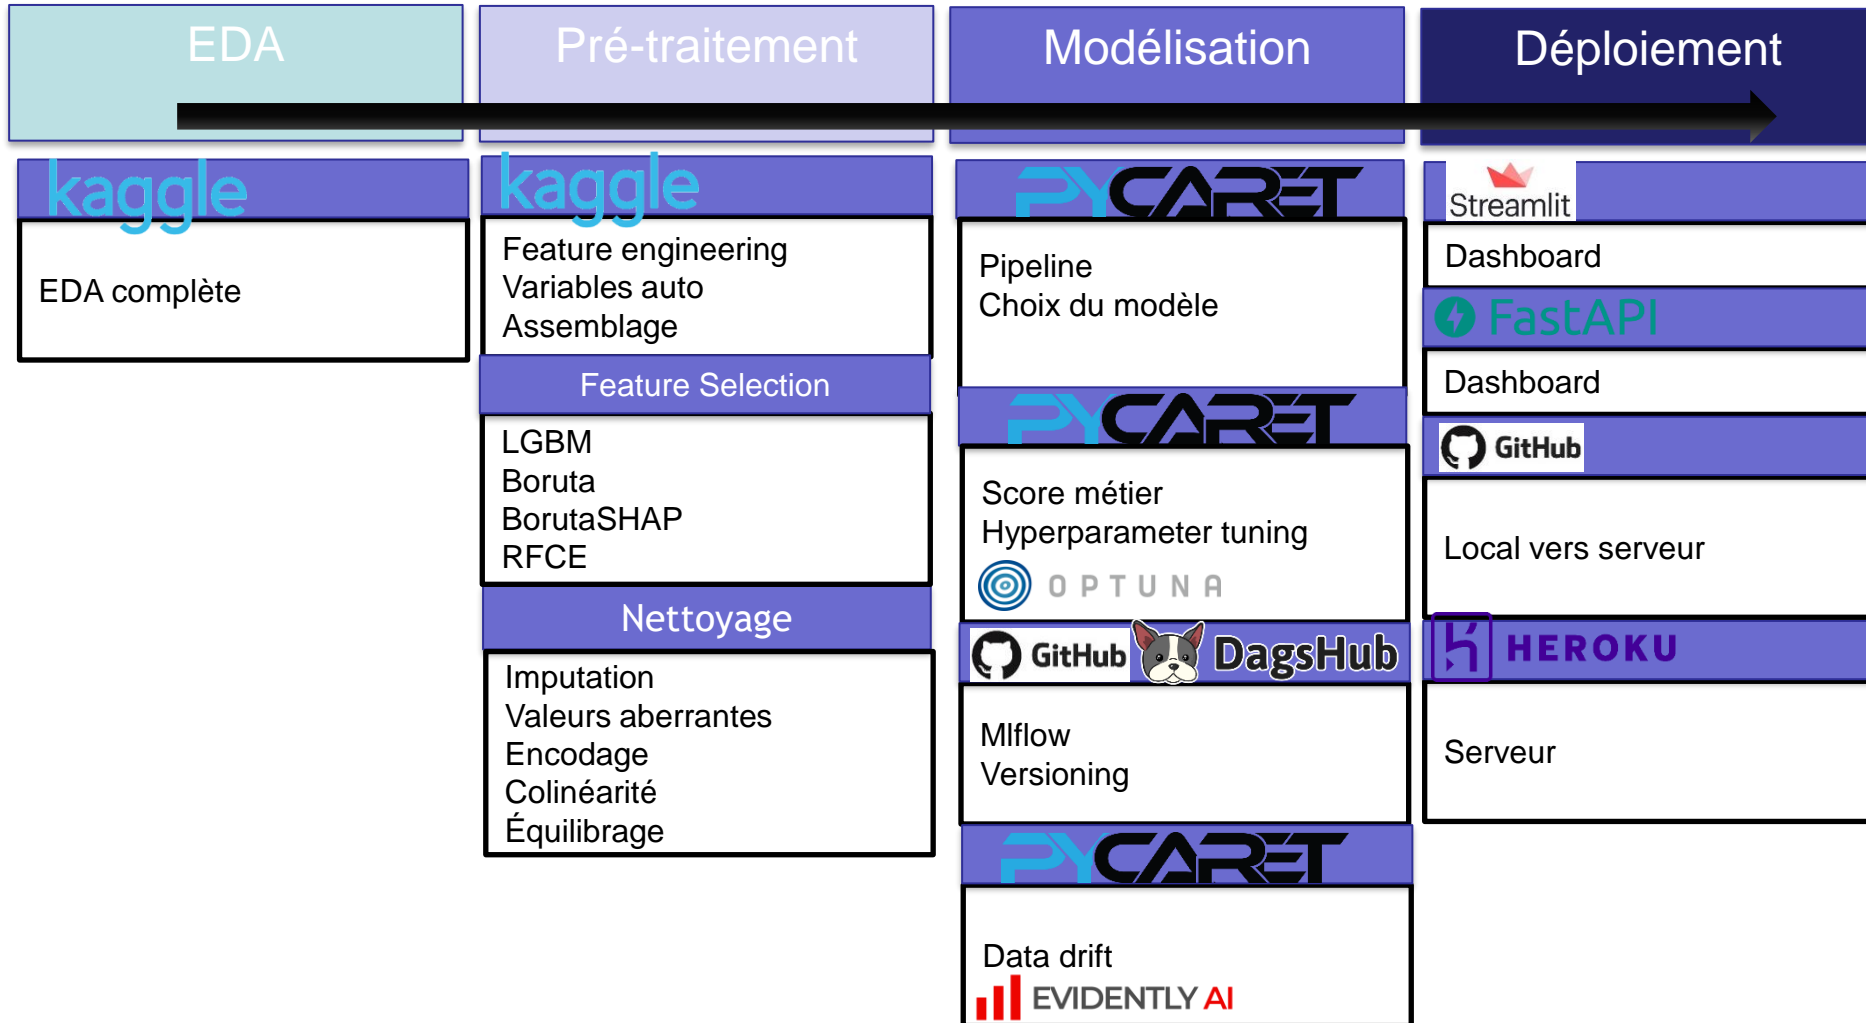 EDA
Pré-traitement
Modélisation
Déploiement
kaggle
EDA complète
kaggle
Feature engineering
Variables auto
Assemblage
Feature Selection
LGBM
Boruta
BorutaSHAP
RFCE
Nettoyage
Imputation
Valeurs aberrantes
Encodage
Colinéarité
Équilibrage
PYCARET
Pipeline
Choix du modèle
PYCARET
Score métier
Hyperparameter tuning
OPTUNA
GitHub DagsHub
Mlflow
Versioning
PYCARET
Data drift
EVIDENTLY AI
Streamlit
Dashboard
FastAPI
Dashboard
GitHub
Local vers serveur
HEROKU
Serveur